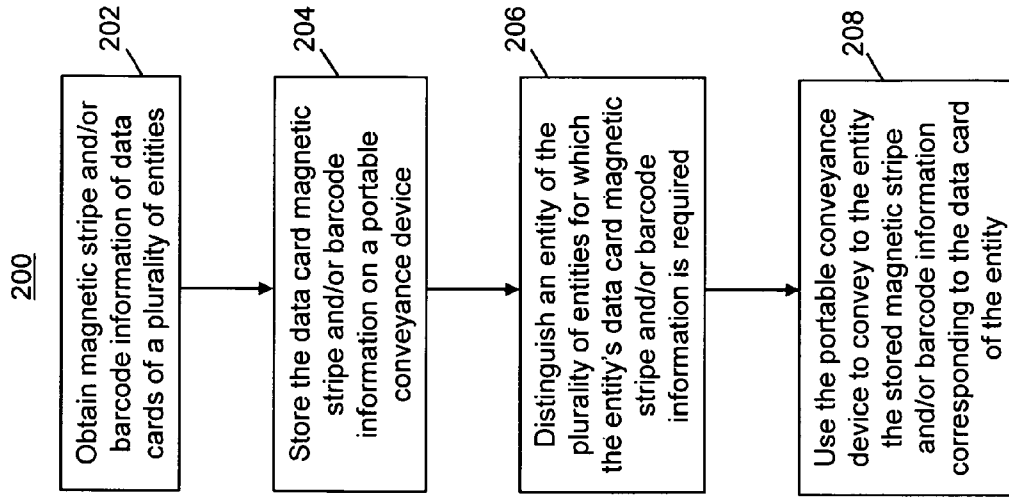 200
Obtain magnetic stripe and/or
barcode information of data
cards of a plurality of entities
202
Store the data card magnetic
stripe and/or barcode
information on a portable
conveyance device
204
Distinguish an entity of the
plurality of entities for which
the entity's data card magnetic
stripe and/or barcode
information is required
206
Use the portable conveyance
device to convey to the entity
the stored magnetic stripe
and/or barcode information
corresponding to the data card
of the entity
208